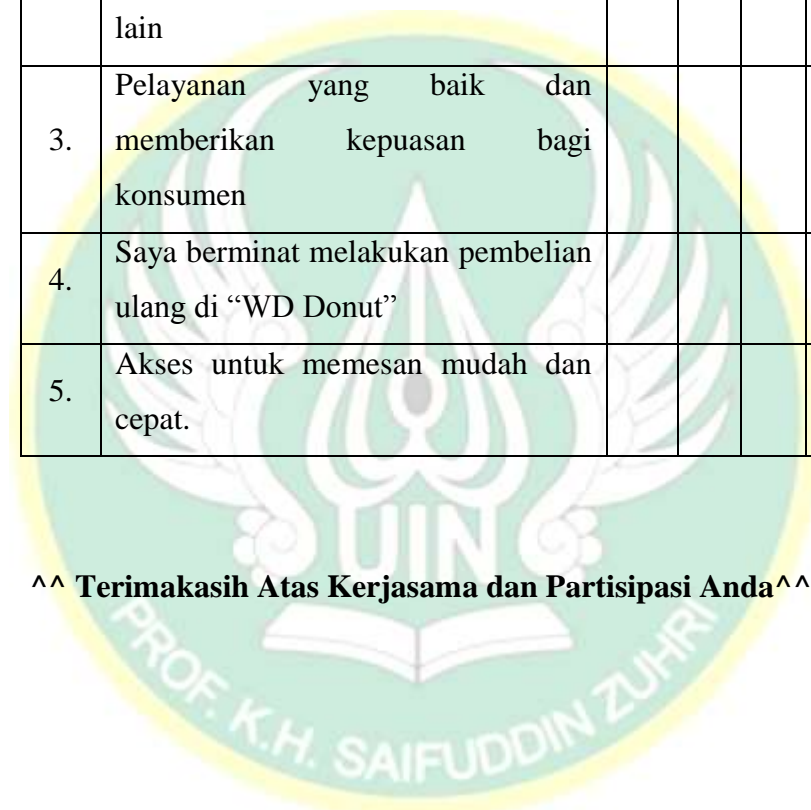 lain
3.
Pelayanan yang baik dan
memberikan kepuasan bagi
konsumen
4.
Saya berminat melakukan pembelian
ulang di “WD Donut”
5.
Akses untuk memesan mudah dan
cepat.
^^ Terimakasih Atas Kerjasama dan Partisipasi Anda^^
UIN
PROF. K.H. SAIFUDDIN ZUHRI